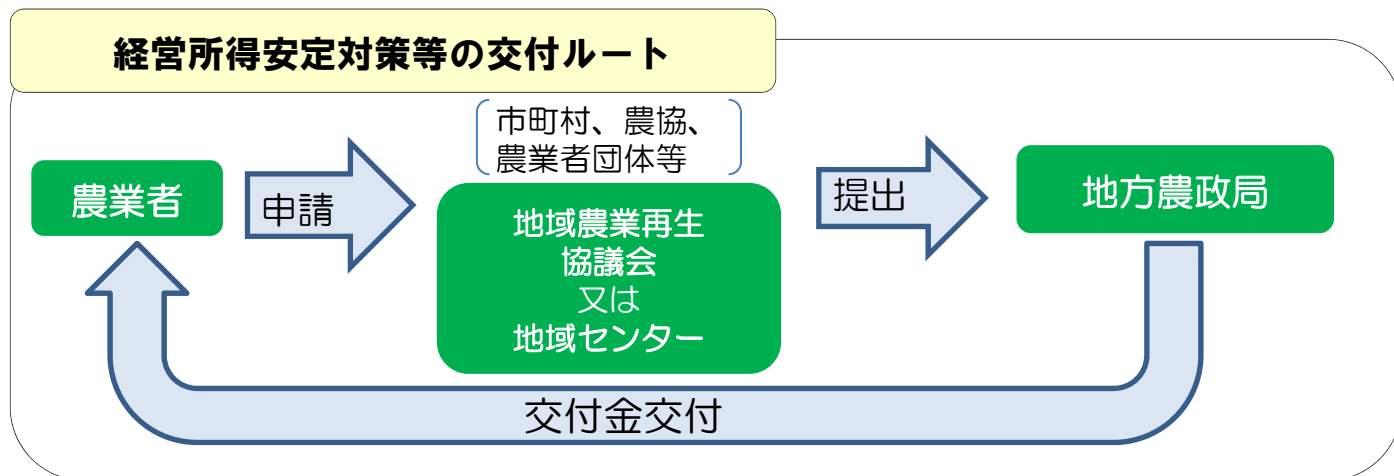 経営所得安定対策等の交付ルート
市町村、農協、
農業者団体等
農業者
申請
地域農業再生
協議会
又は
地域センター
提出
地方農政局
交付金交付